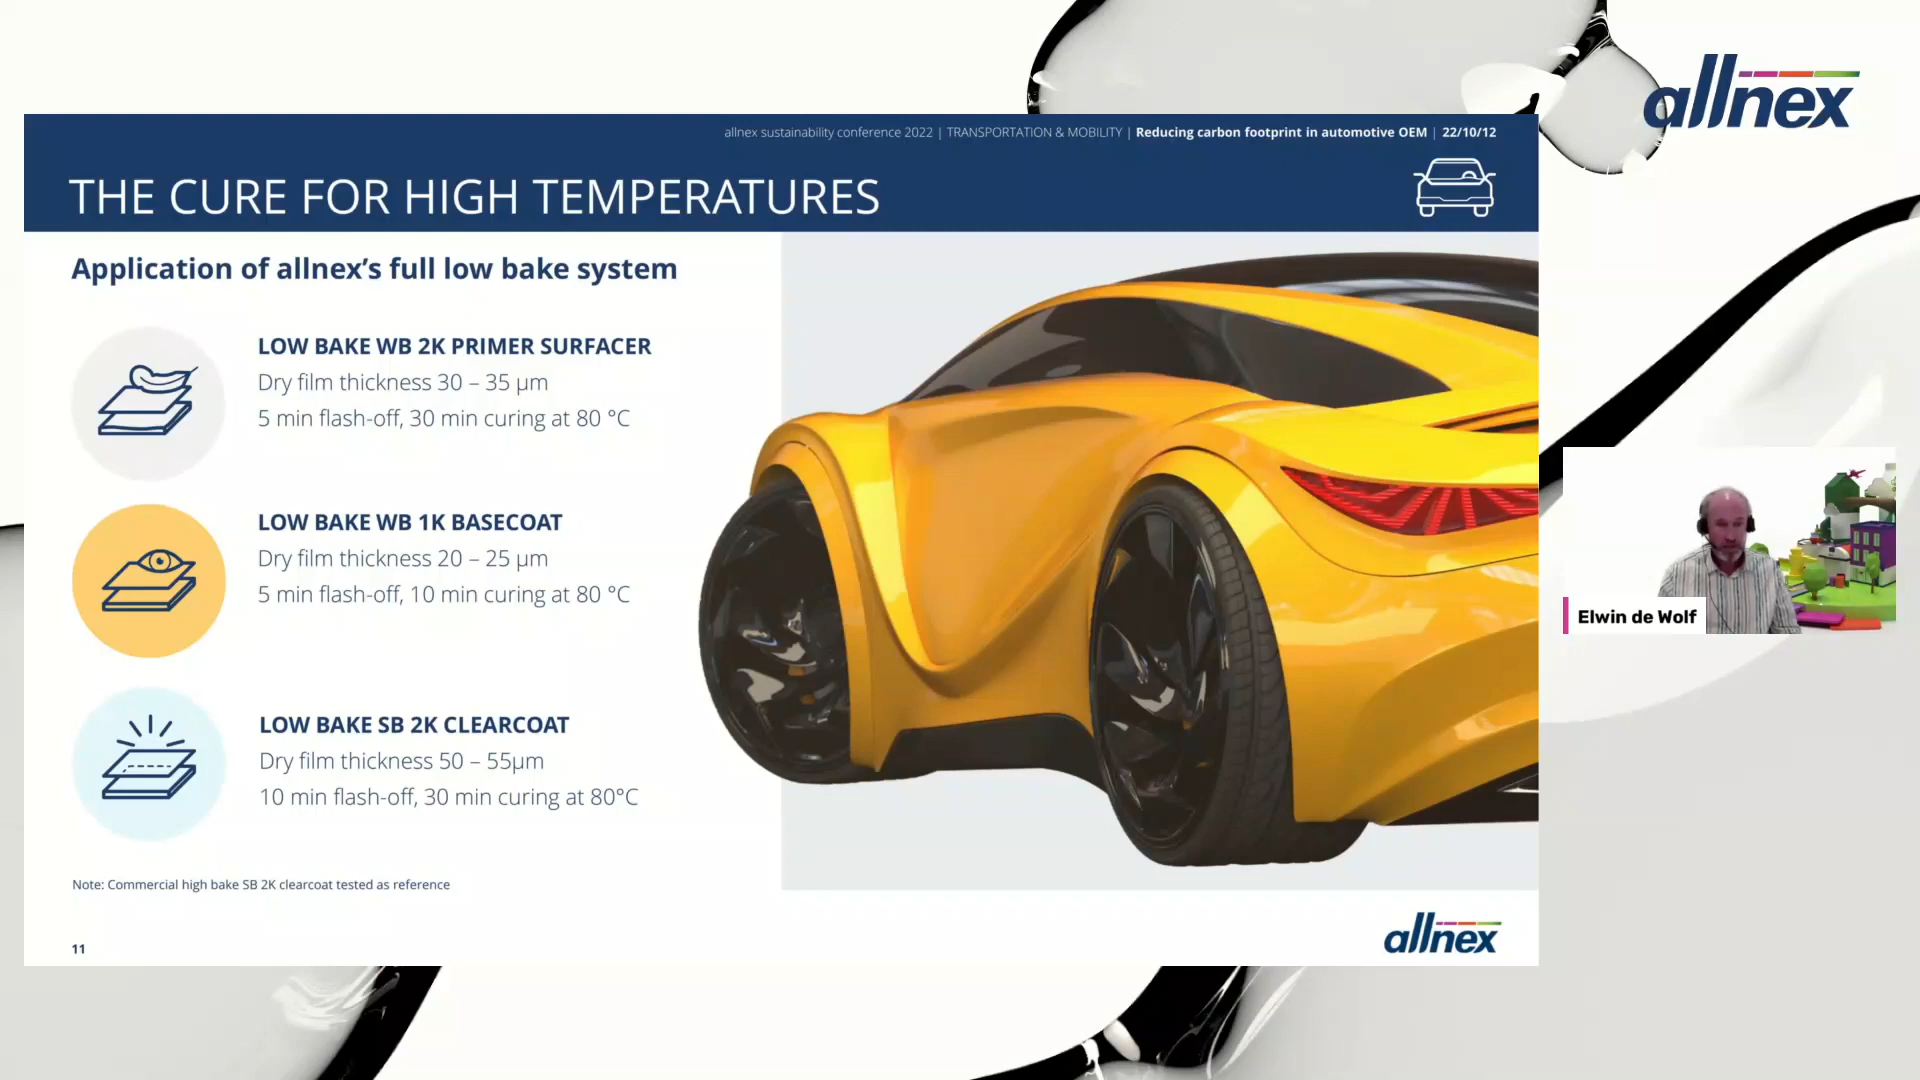 allnex
allnex sustainability conference 2022 | TRANSPORTATION & MOBILITY | Reducing carbon footprint in automotive OEM | 22/10/12
THE CURE FOR HIGH TEMPERATURES
Application of allnex’s full low bake system
LOW BAKE WB 2K PRIMER SURFACER
Dry film thickness 30 – 35 µm
5 min flash-off, 30 min curing at 80 °C
LOW BAKE WB 1K BASECOAT
Dry film thickness 20 – 25 µm
5 min flash-off, 10 min curing at 80 °C
LOW BAKE SB 2K CLEARCOAT
Dry film thickness 50 – 55µm
10 min flash-off, 30 min curing at 80°C
Note: Commercial high bake SB 2K clearcoat tested as reference
11
allnex
Elwin de Wolf